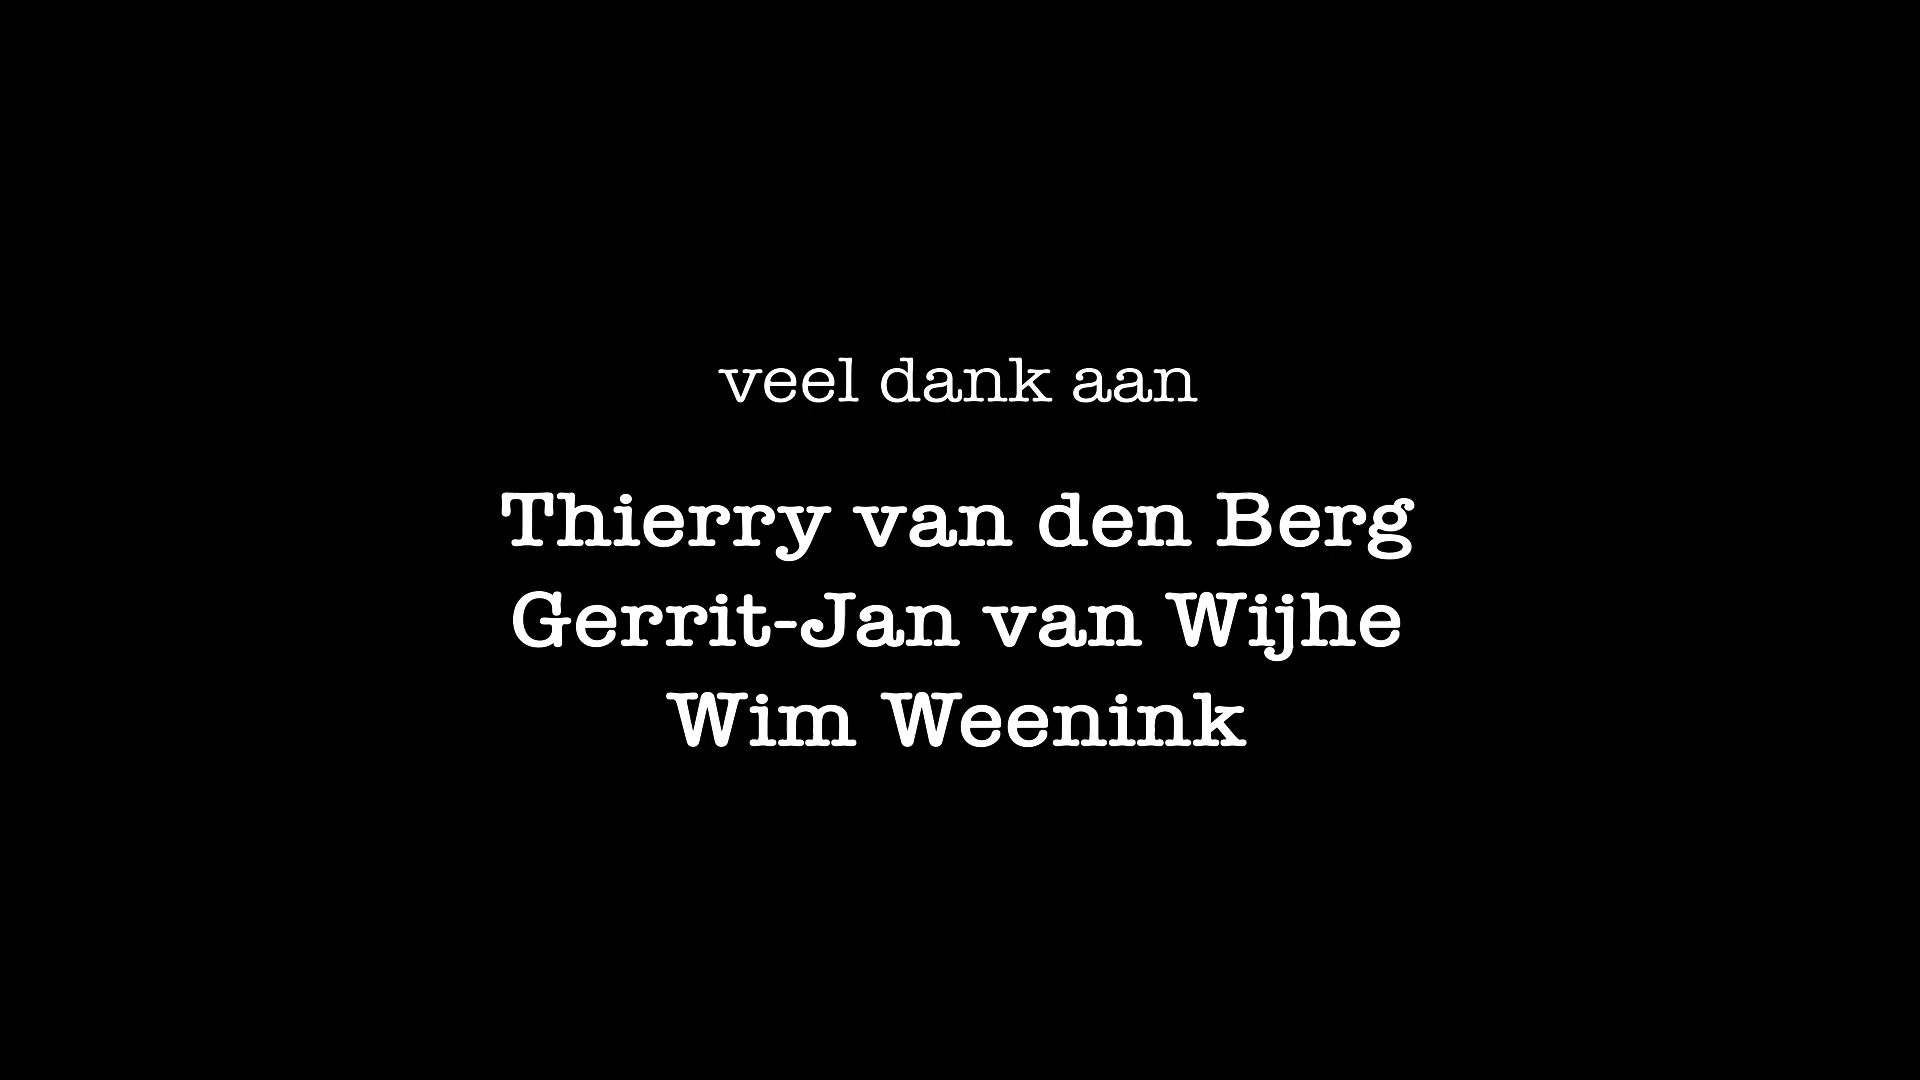 veel dank aan
Thierry van den Berg
Gerrit-Jan van Wijhe
Wim Weenink